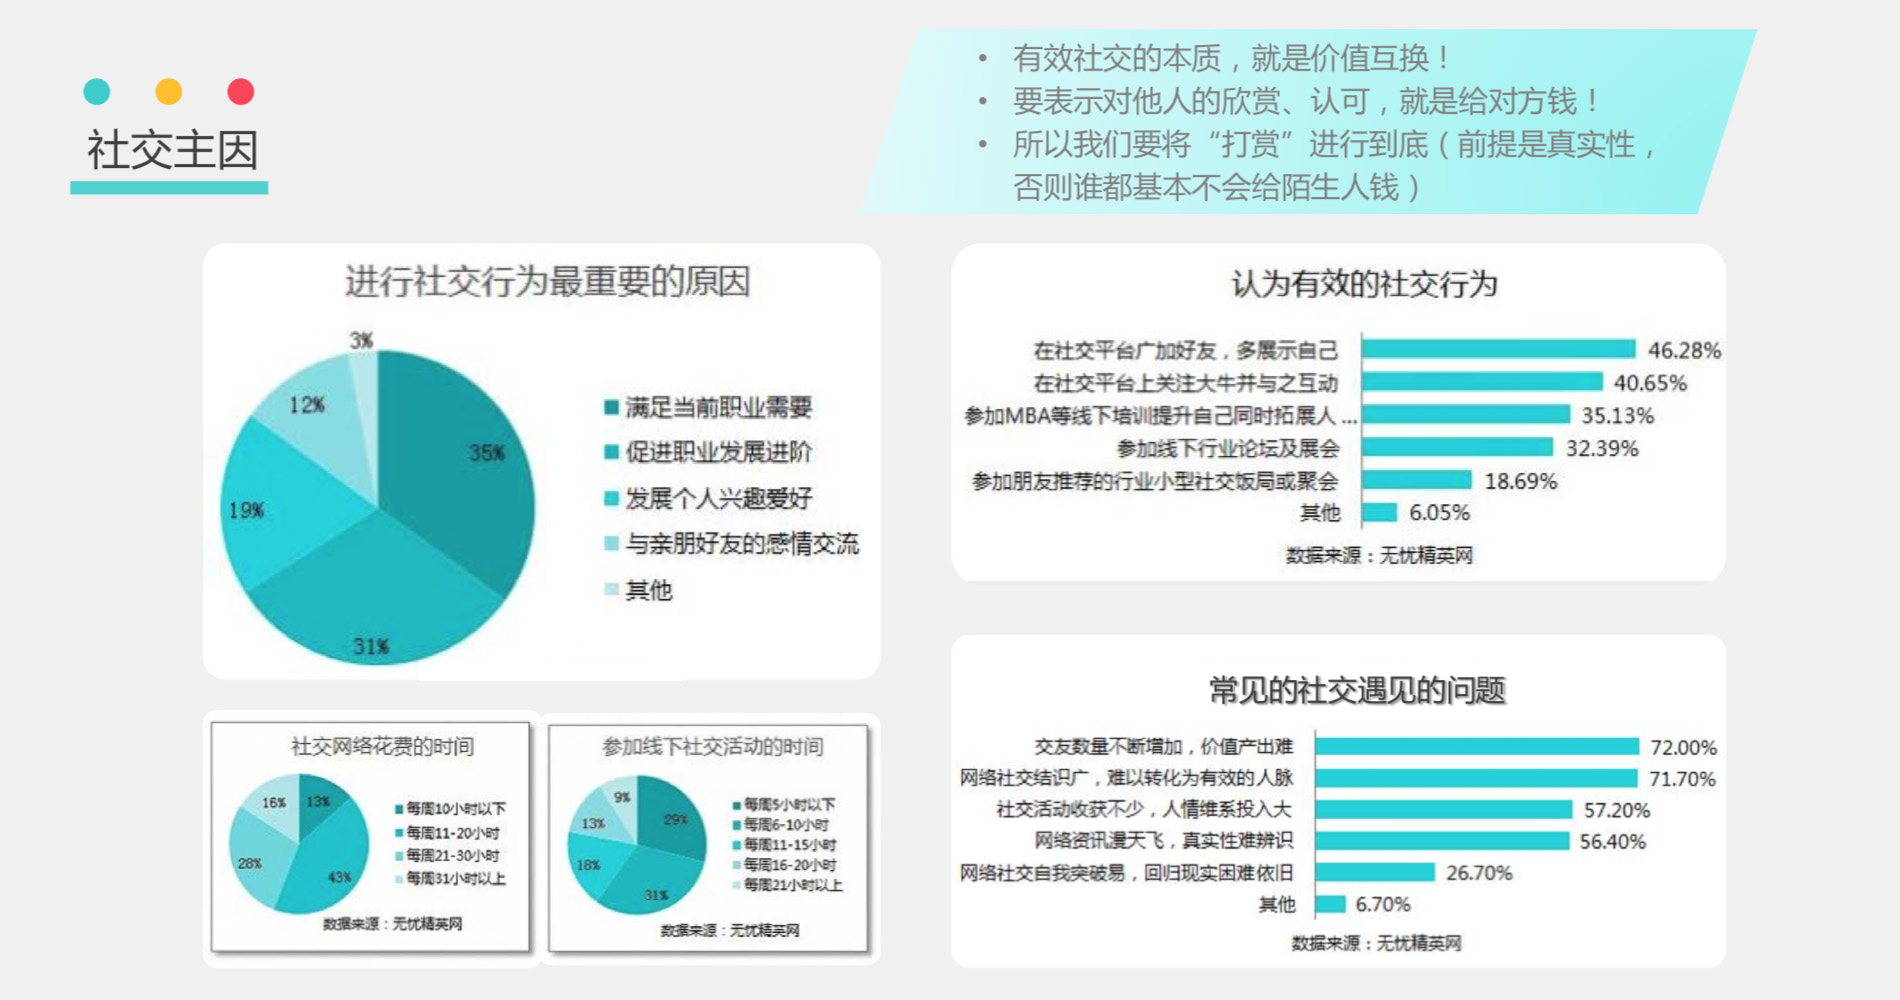 社交主因
• 有效社交的本质，就是价值互换！
• 要表示对他人的欣赏、认可，就是给对方钱！
• 所以我们要将“打赏”进行到底（前提是真实性，
否则谁都基本不会给陌生人钱）
进行社交行为最重要的原因
3%
12%
35%
19%
31%
满足当前职业需要
促进职业发展进阶
发展个人兴趣爱好
与亲朋好友的感情交流
其他
认为有效的社交行为
在社交平台广加好友，多展示自己 46.28%
在社交平台上关注大牛并与之互动 40.65%
参加MBA等线下培训提升自己同时拓展人... 35.13%
参加线下行业论坛及展会 32.39%
参加朋友推荐的行业小型社交饭局或聚会 18.69%
其他 6.05%
数据来源：无忧精英网
社交网络花费的时间
16% 13%
28%
43%
每周10小时以下
每周11-20小时
每周21-30小时
每周31小时以上
数据来源：无忧精英网
参加线下社交活动的时间
9%
13%
29%
18%
31%
每周5小时以下
每周6-10小时
每周11-15小时
每周16-20小时
每周21小时以上
数据来源：无忧精英网
常见的社交遇见的问题
交友数量不断增加，价值产出难 72.00%
网络社交结识广，难以转化为有效的人脉 71.70%
社交活动收获不少，人情维系投入大 57.20%
网络资讯漫天飞，真实性难辨识 56.40%
网络社交自我突破易，回归现实困难依旧 26.70%
其他 6.70%
数据来源：无忧精英网